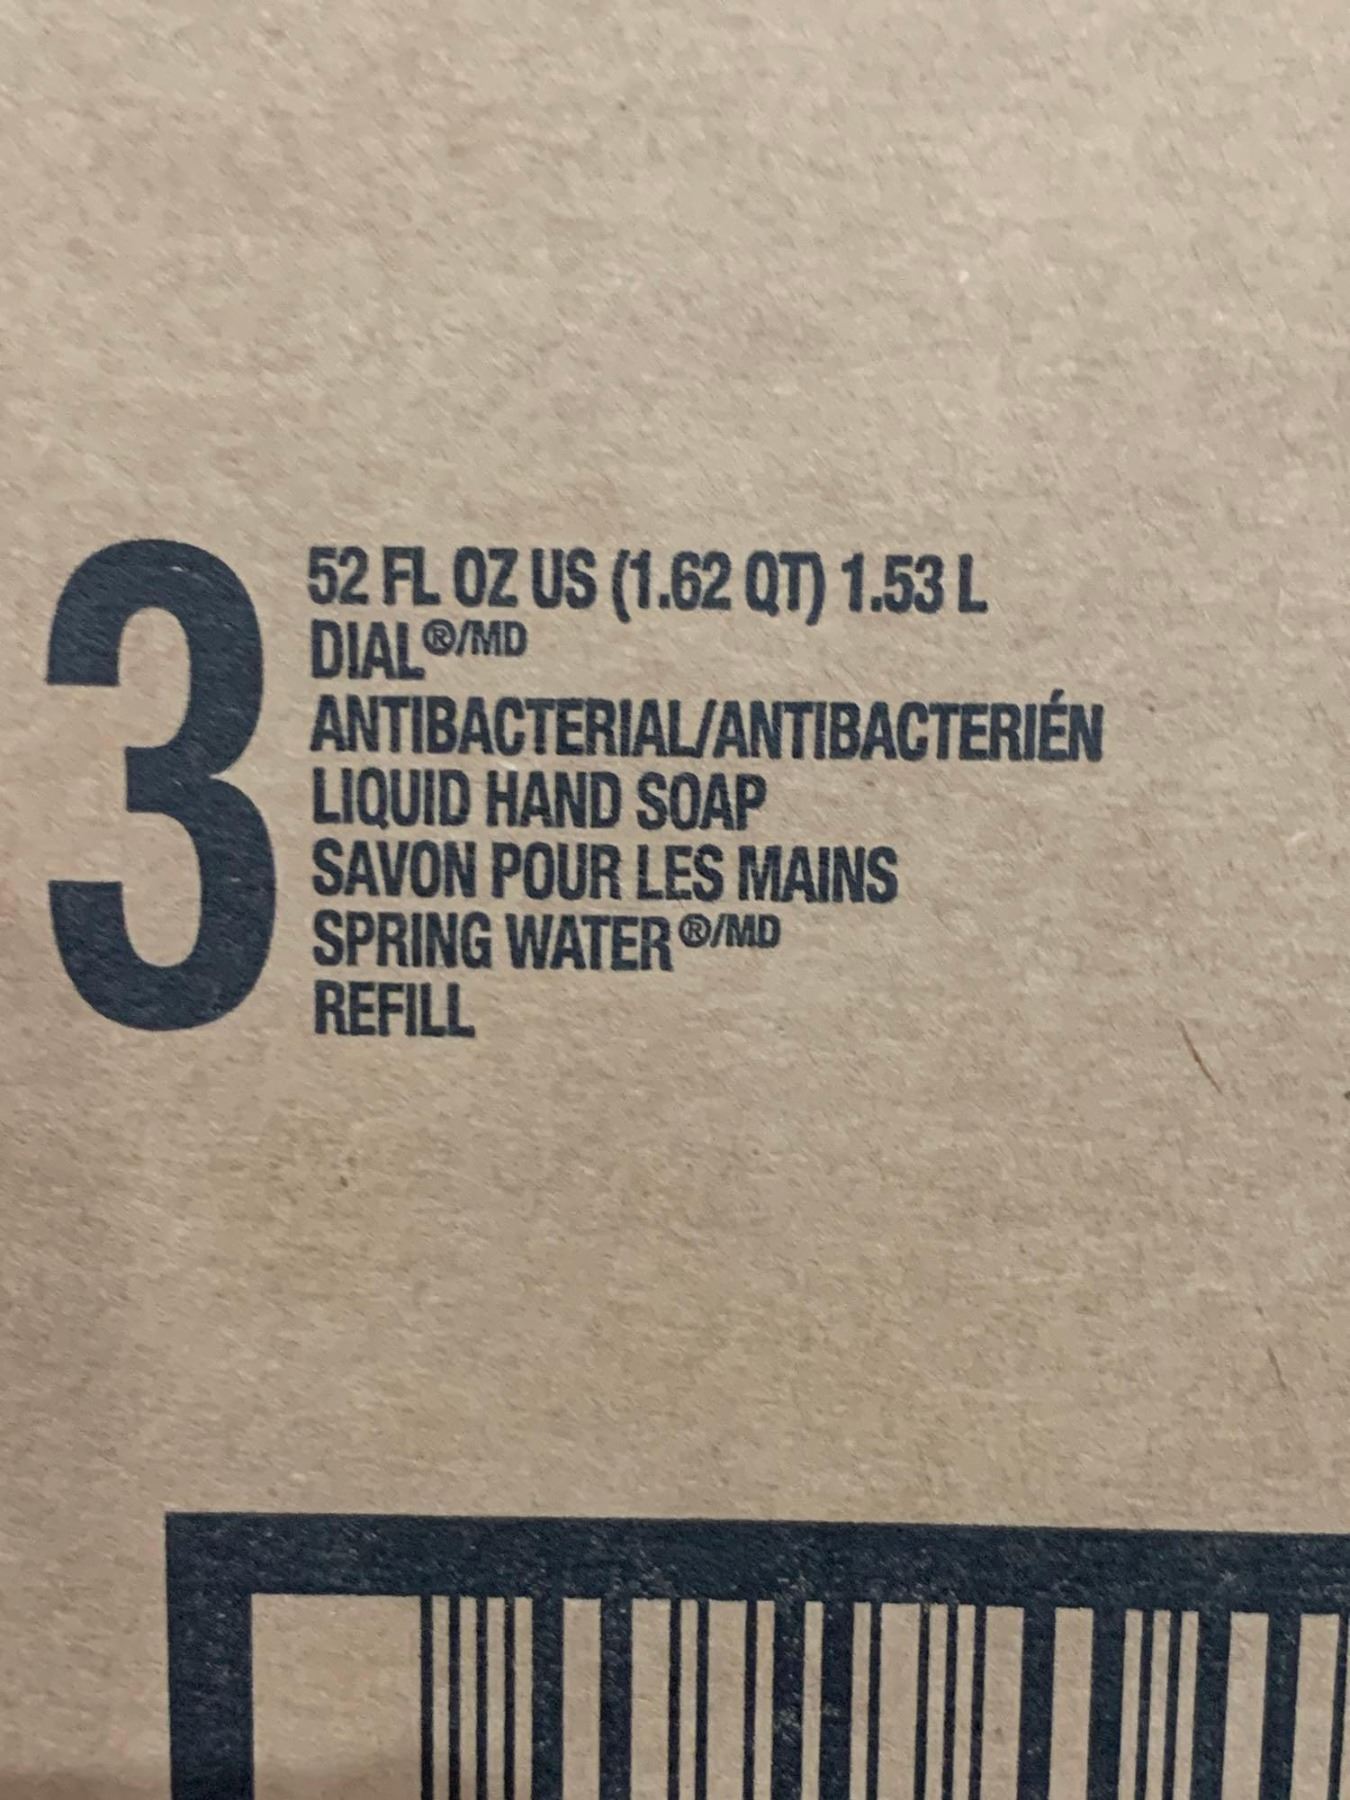 3
52 FL OZ US (1.62 QT) 1.53 L
DIAL®/MD
ANTIBACTERIAL/ANTIBACTERIÉN
LIQUID HAND SOAP
SAVON POUR LES MAINS
SPRING WATER®/MD
REFILL